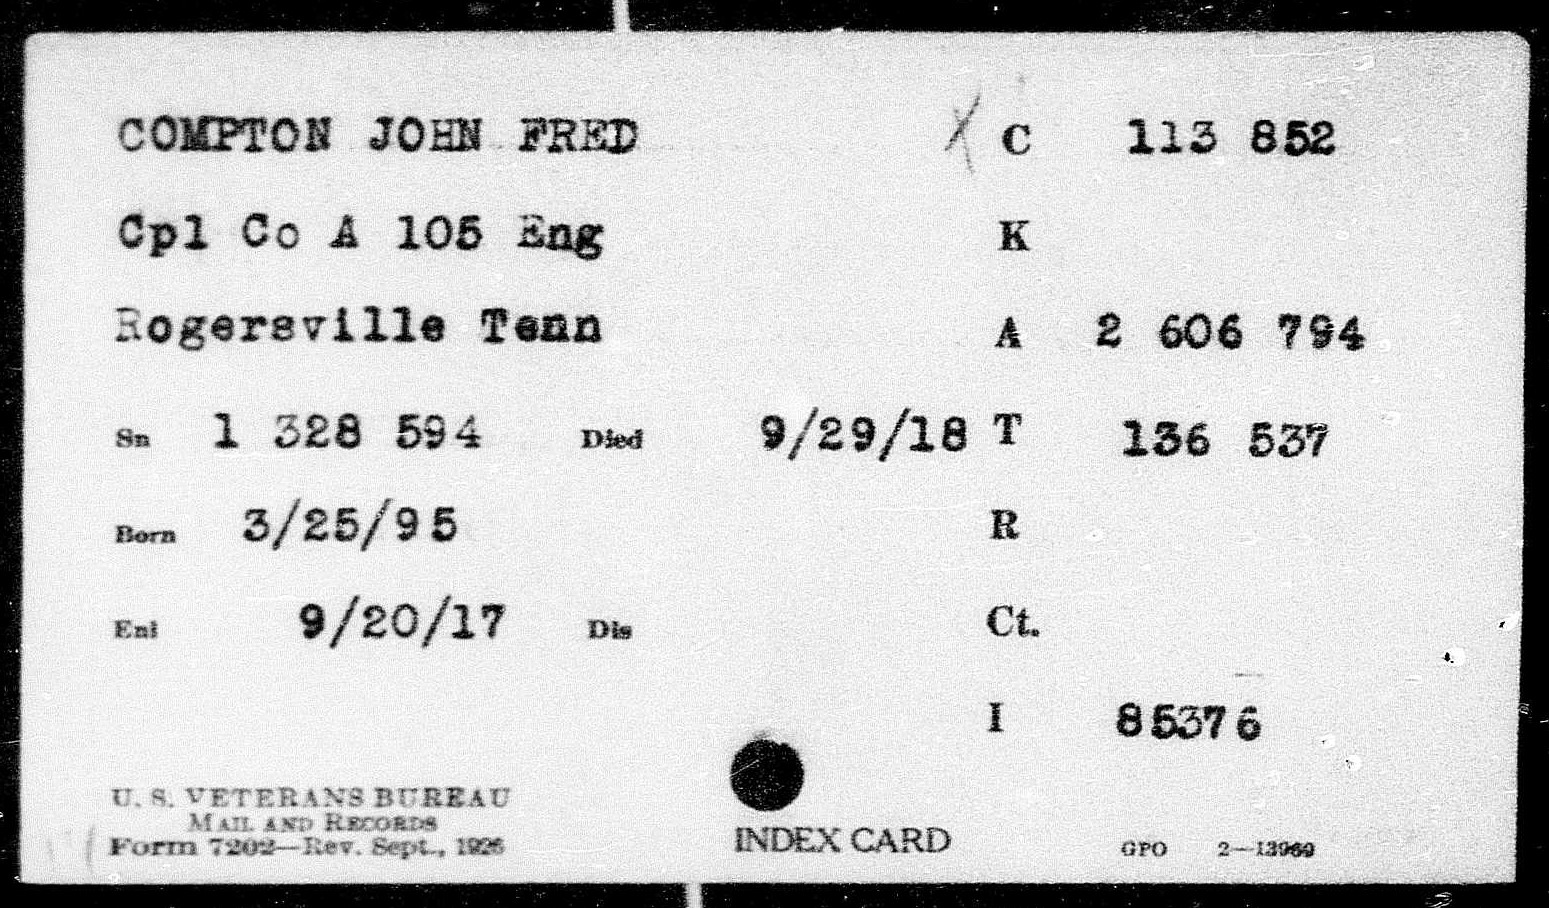 COMPTON JOHN FRED C 113 852
Cpl Co A 105 Eng K
Rogersville Tenn A 2 606 794
Sn 1 328 594 Died 9/29/18 T 136 537
Born 3/25/95 R
Enl 9/20/17 Dis Ct.
I 85376
U. S. VETERANS BUREAU
MAIL AND RECORDS
Form 7202—Rev. Sept., 1926
INDEX CARD
GPO 2—13969